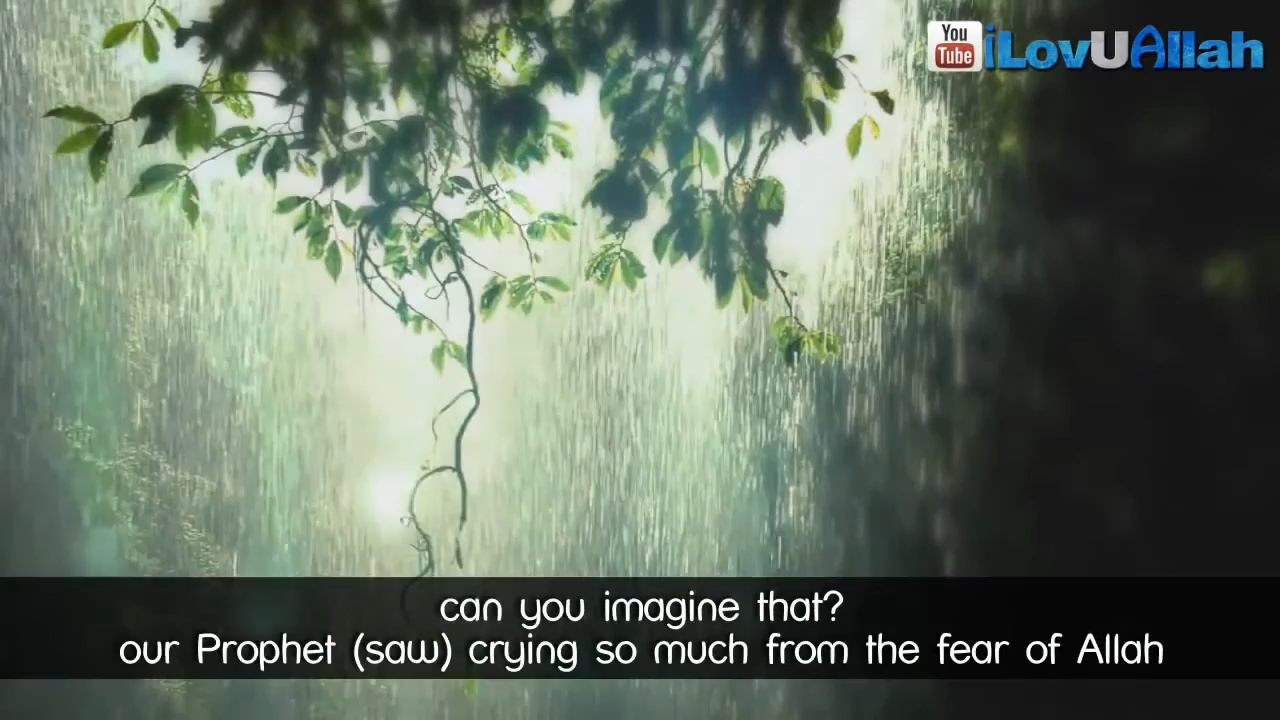 You
Tube
iLovUAllah
can you imagine that?
our Prophet (saw) crying so much from the fear of Allah